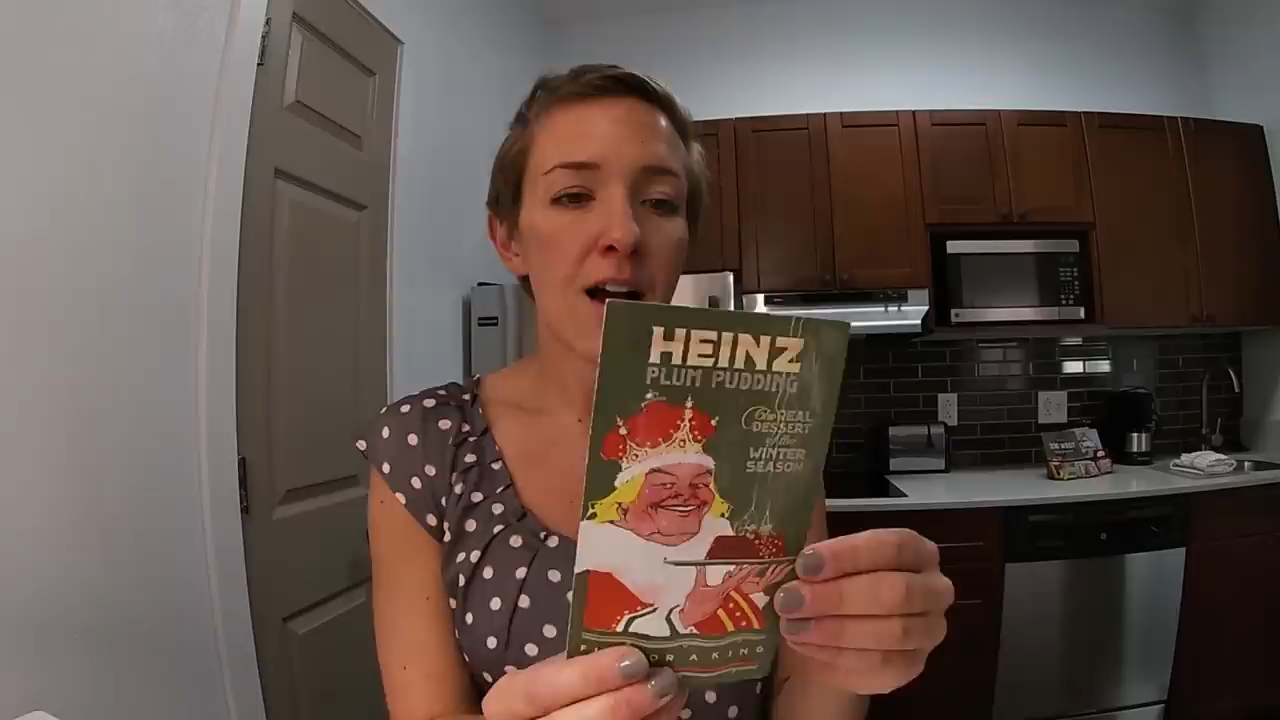 HEINZ
PLUM PUDDING
The REAL
DESSERT
of the
WINTER
SEASON
FOR A KING